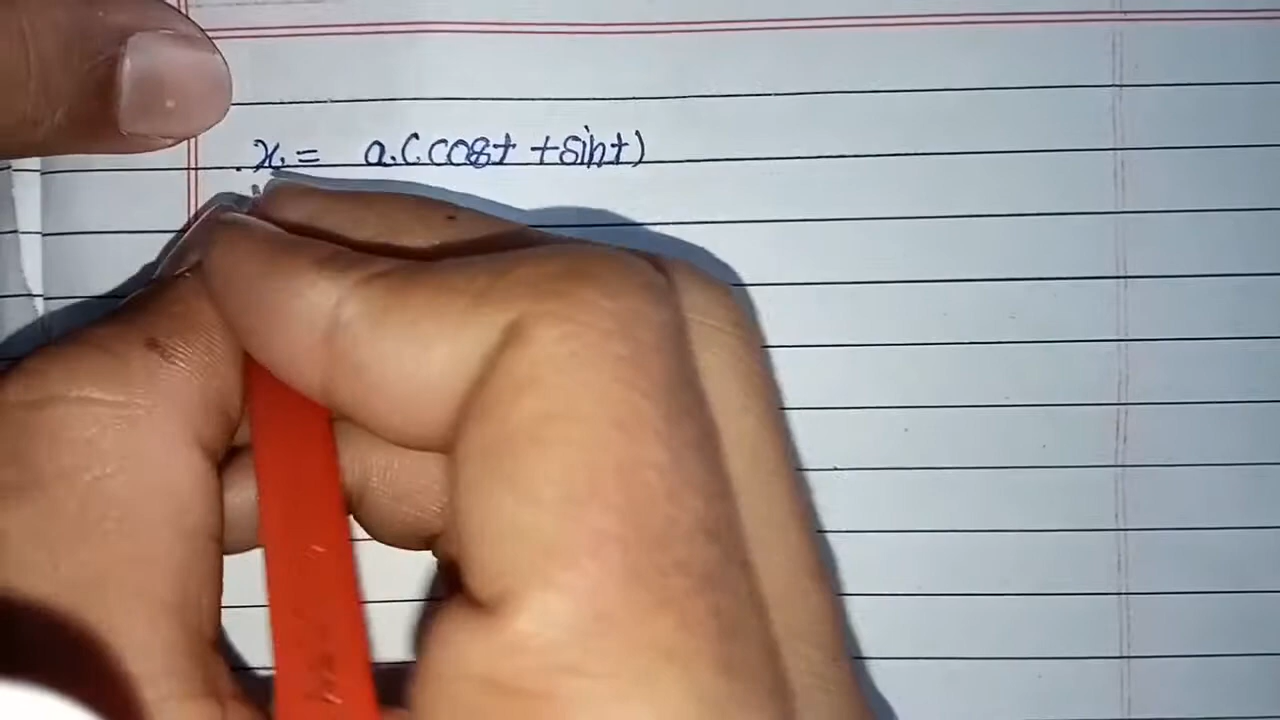 x = a(cost + sint)